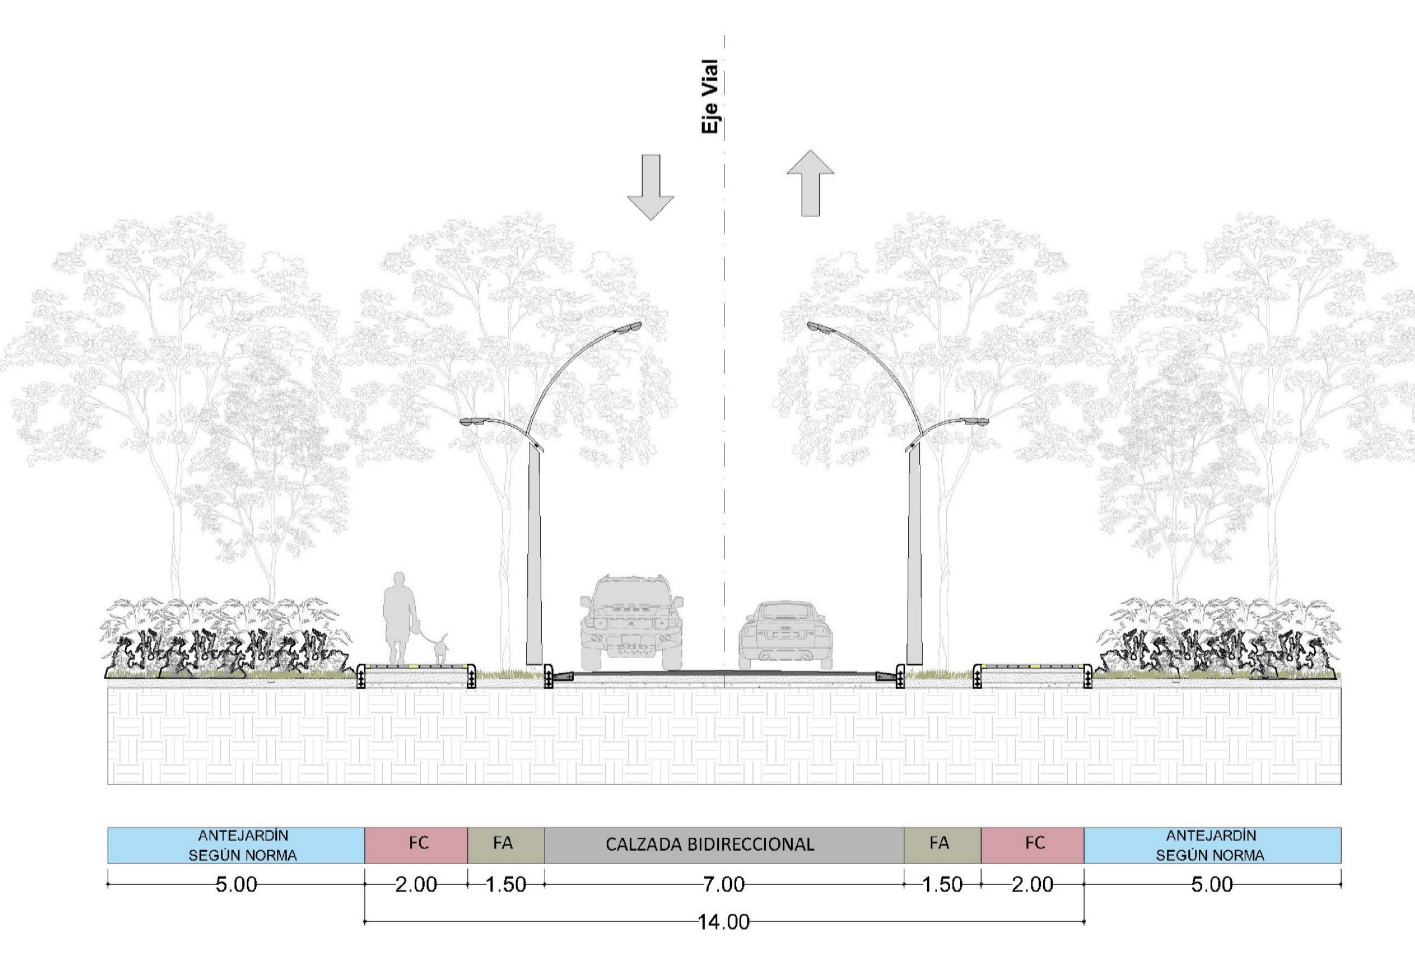 Eje Vial
ANTEJARDÍN
SEGÚN NORMA
FC
FA
CALZADA BIDIRECCIONAL
FA
FC
ANTEJARDÍN
SEGÚN NORMA
5.00
2.00
1.50
7.00
1.50
2.00
5.00
14.00